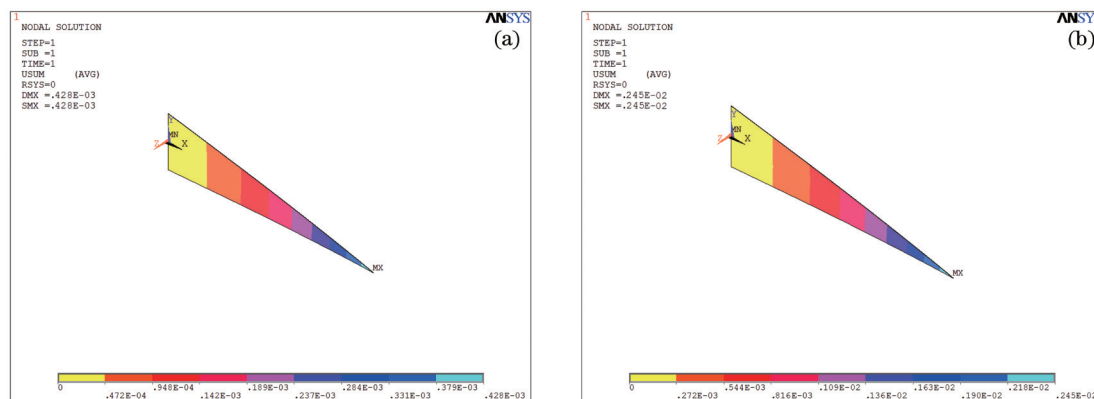 1
ANSYS
(a)
NODAL SOLUTION
STEP=1
SUB =1
TIME=1
USUM (AVG)
RSYS=0
DMX =.428E-03
SMX =.428E-03
Y
MN
Z X
MX
0 .948E-04 .189E-03 .284E-03 .379E-03
.472E-04 .142E-03 .237E-03 .331E-03 .428E-03
1
ANSYS
(b)
NODAL SOLUTION
STEP=1
SUB =1
TIME=1
USUM (AVG)
RSYS=0
DMX =.245E-02
SMX =.245E-02
Y
MN
Z X
MX
0 .544E-03 .109E-02 .163E-02 .218E-02
.272E-03 .816E-03 .136E-02 .190E-02 .245E-02